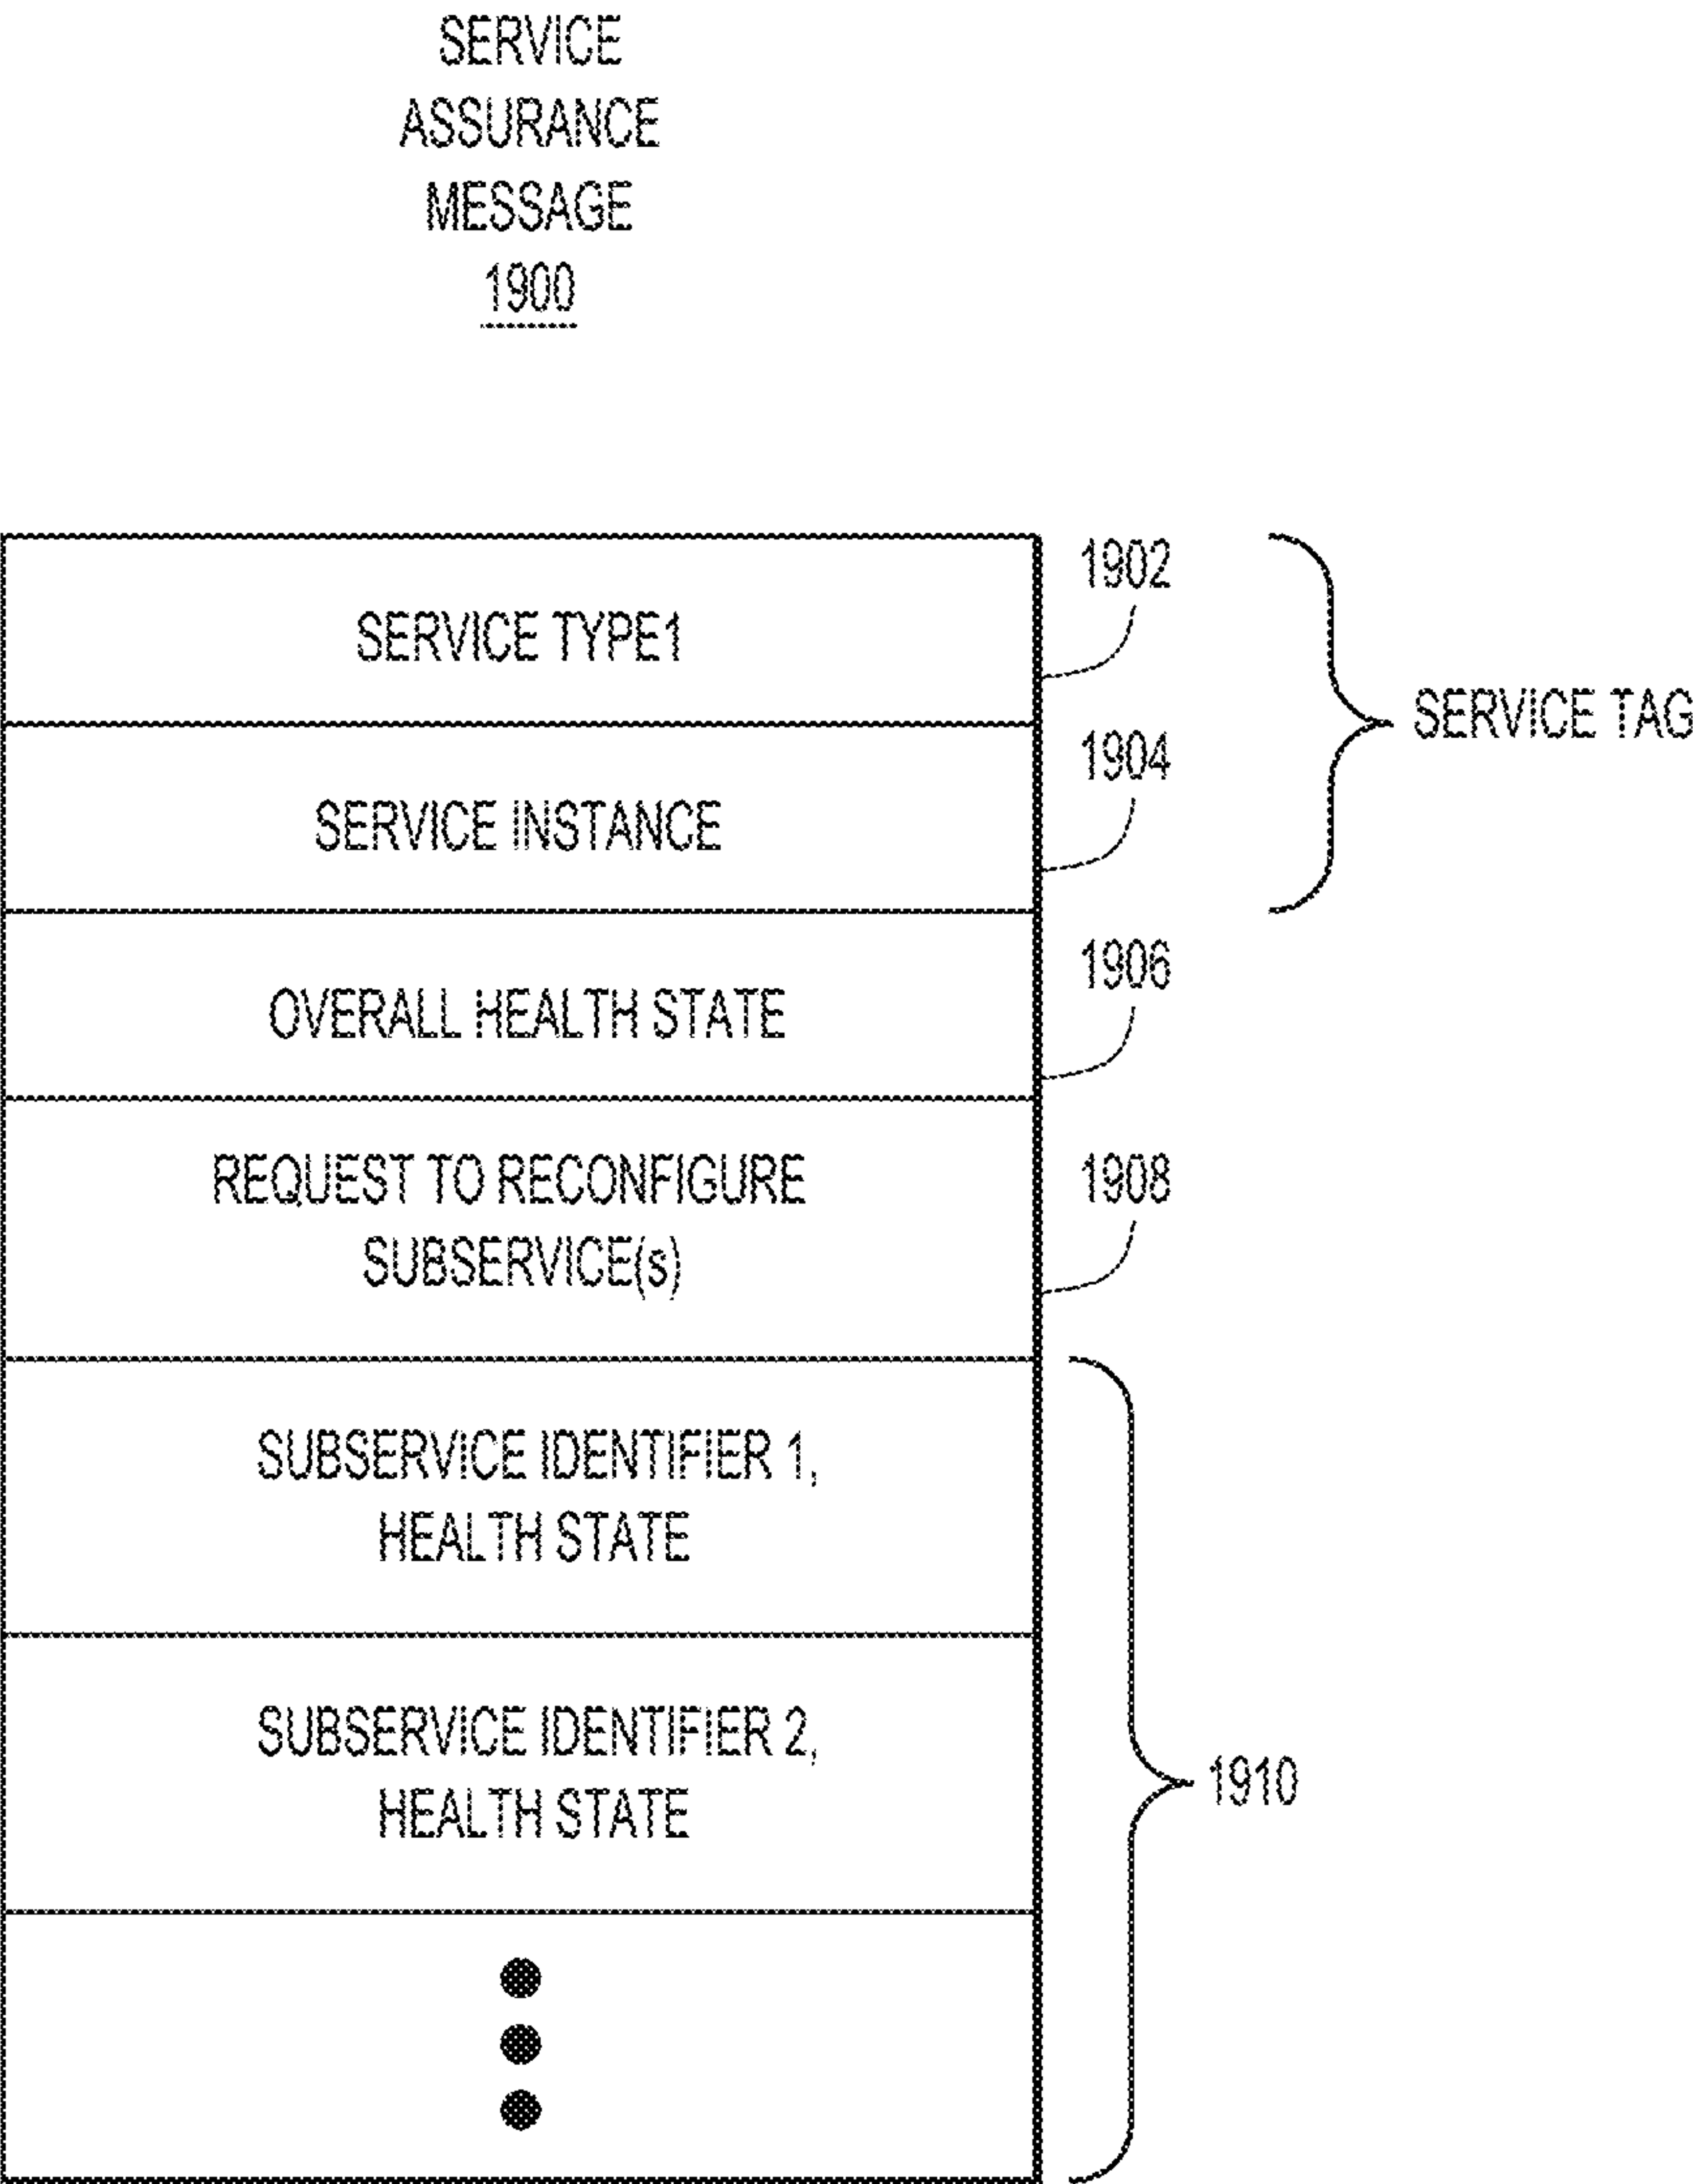 SERVICE
ASSURANCE
MESSAGE
1900
SERVICE TYPE1
1902
SERVICE TAG
SERVICE INSTANCE
1904
OVERALL HEALTH STATE
1906
REQUEST TO RECONFIGURE
SUBSERVICE(s)
1908
SUBSERVICE IDENTIFIER 1,
HEALTH STATE
SUBSERVICE IDENTIFIER 2,
HEALTH STATE
1910